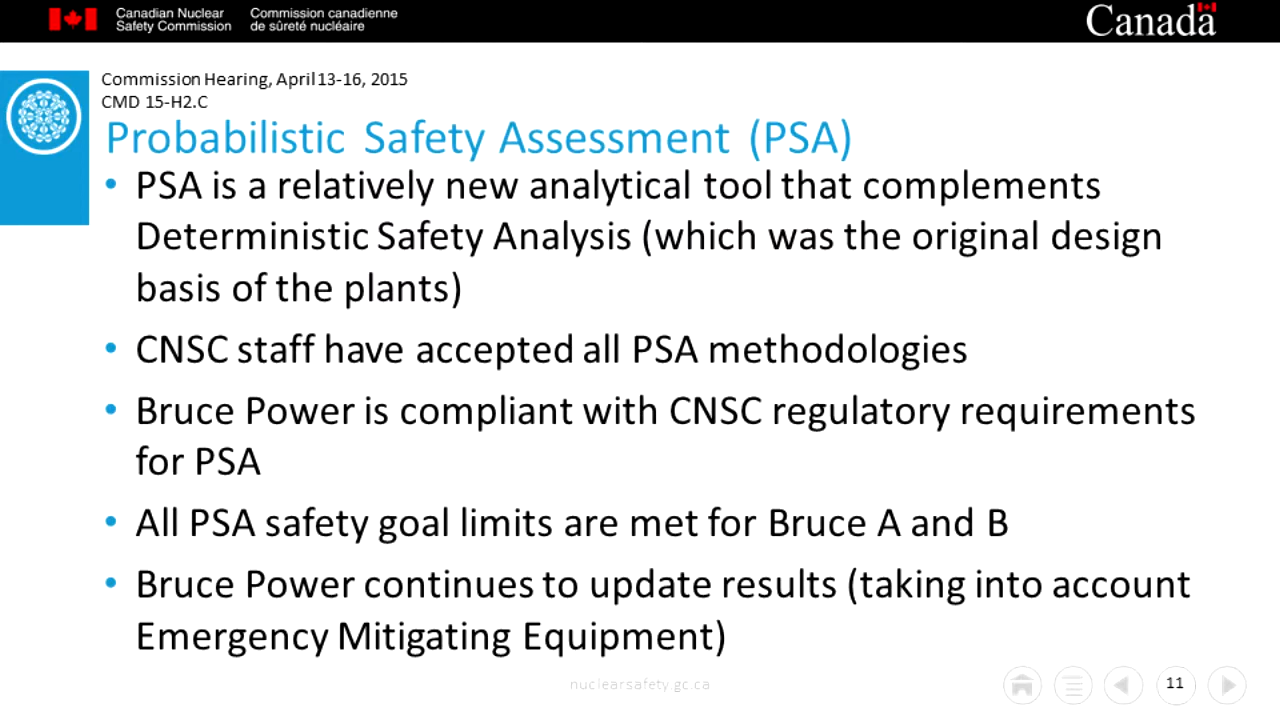 Canadian Nuclear Safety Commission
Commission canadienne de sûreté nucléaire
Canada
Commission Hearing, April 13-16, 2015
CMD 15-H2.C
Probabilistic Safety Assessment (PSA)
• PSA is a relatively new analytical tool that complements
Deterministic Safety Analysis (which was the original design
basis of the plants)
• CNSC staff have accepted all PSA methodologies
• Bruce Power is compliant with CNSC regulatory requirements
for PSA
• All PSA safety goal limits are met for Bruce A and B
• Bruce Power continues to update results (taking into account
Emergency Mitigating Equipment)
nuclearsafety.gc.ca
11